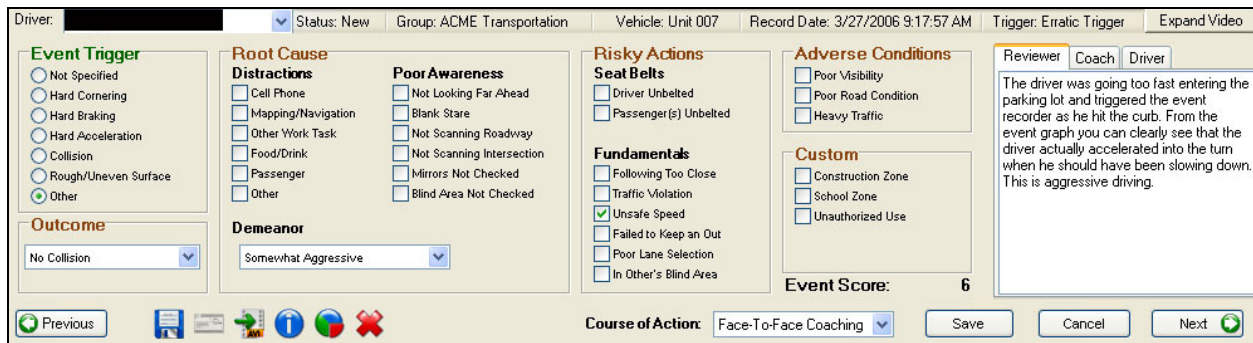 Driver: Status: New Group: ACME Transportation Vehicle: Unit 007 Record Date: 3/27/2006 9:17:57 AM Trigger: Erratic Trigger Expand Video
Event Trigger
Not Specified
Hard Cornering
Hard Braking
Hard Acceleration
Collision
Rough/Uneven Surface
Other
Outcome
No Collision
Root Cause
Distractions
Cell Phone
Mapping/Navigation
Other Work Task
Food/Drink
Passenger
Other
Poor Awareness
Not Looking Far Ahead
Blank Stare
Not Scanning Roadway
Not Scanning Intersection
Mirrors Not Checked
Blind Area Not Checked
Demeanor
Somewhat Aggressive
Risky Actions
Seat Belts
Driver Unbelted
Passenger(s) Unbelted
Fundamentals
Following Too Close
Traffic Violation
Unsafe Speed
Failed to Keep an Out
Poor Lane Selection
In Other's Blind Area
Adverse Conditions
Poor Visibility
Poor Road Condition
Heavy Traffic
Custom
Construction Zone
School Zone
Unauthorized Use
Event Score: 6
Reviewer Coach Driver
The driver was going too fast entering the
parking lot and triggered the event
recorder as he hit the curb. From the
event graph you can clearly see that the
driver actually accelerated into the turn
when he should have been slowing down.
This is aggressive driving.
Previous
AVI
Course of Action: Face-To-Face Coaching Save Cancel Next